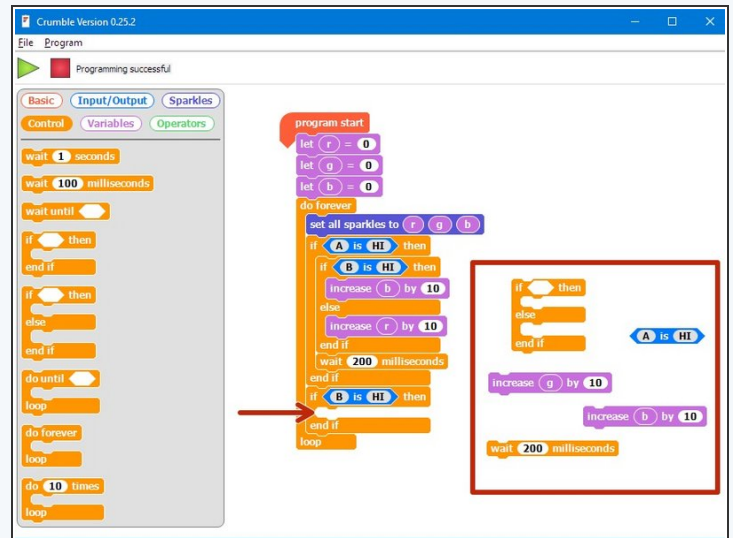 Crumble Version 0.25.2
File Program
Programming successful
Basic Input/Output Sparkles
Control Variables Operators
wait 1 seconds
wait 100 milliseconds
wait until
if then
end if
if then
else
end if
do until
loop
do forever
loop
do 10 times
loop
program start
let r = 0
let g = 0
let b = 0
do forever
set all sparkles to r g b
if A is HI then
if B is HI then
increase b by 10
else
increase r by 10
end if
wait 200 milliseconds
end if
if B is HI then
end if
loop
if then
else
end if
A is HI
increase g by 10
increase b by 10
wait 200 milliseconds